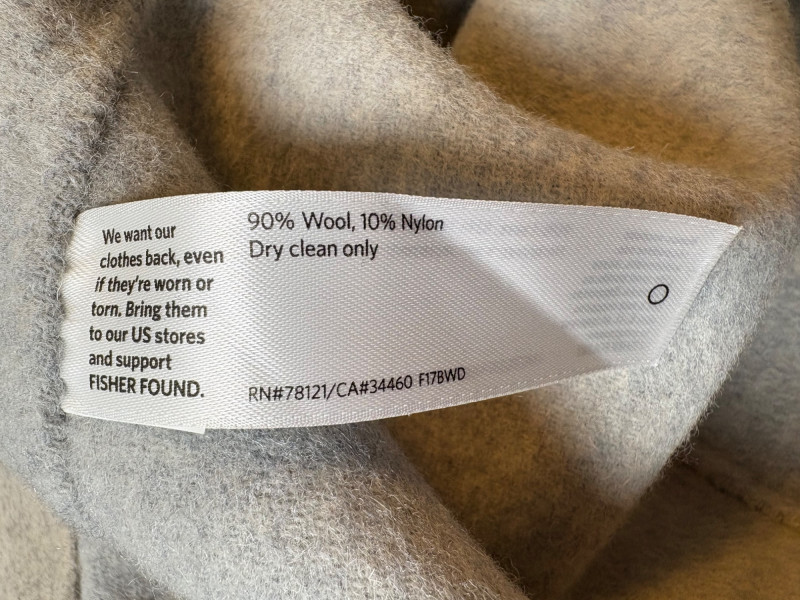 We want our
clothes back, even
if they're worn or
torn. Bring them
to our US stores
and support
FISHER FOUND.
90% Wool, 10% Nylon
Dry clean only
RN#78121/CA#34460 F17BWD